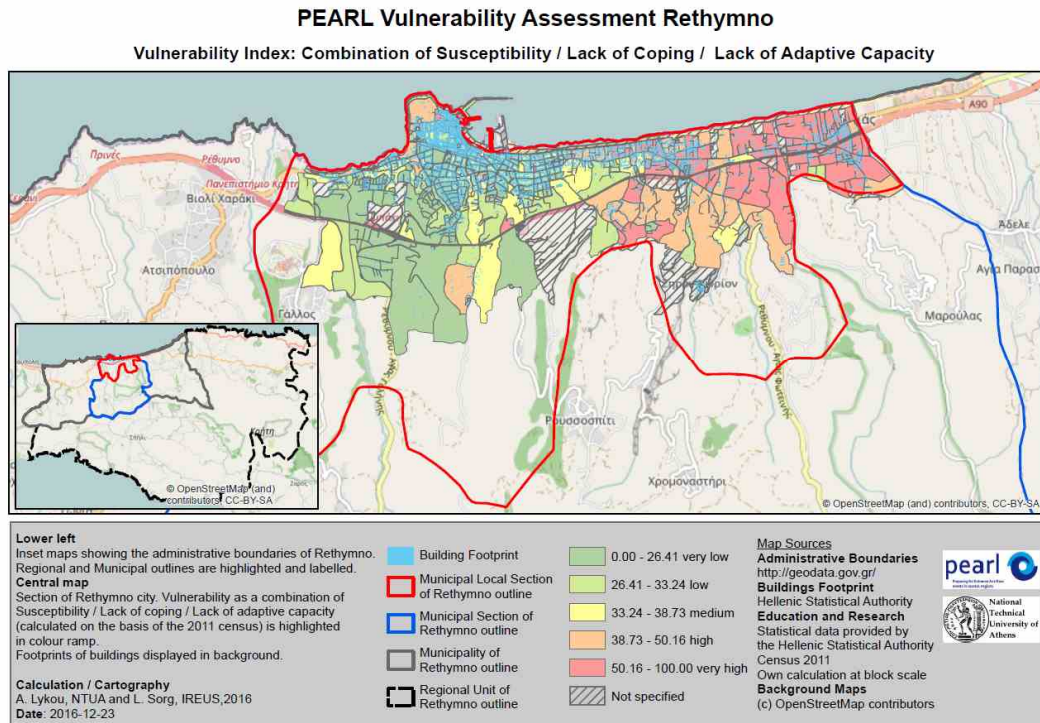 PEARL Vulnerability Assessment Rethymno
Vulnerability Index: Combination of Susceptibility / Lack of Coping / Lack of Adaptive Capacity
A90
Πρινές
Ρέθυμνο
Πανεπιστήμιο Κρήτη
Βιολί Χαράκι
Ατσιπόπουλο
Γάλλος
Άδελε
Αγια Παρασ
Μαρουλάς
Ρουσσοσπίτι
Χρομοναστήρι
Ρεθύμνου - Αγίας Φωτεινής
Κρήτη
Σπήλι
© OpenStreetMap (and)
contributors, CC-BY-SA
© OpenStreetMap (and) contributors, CC-BY-SA
Lower left
Inset maps showing the administrative boundaries of Rethymno.
Regional and Municipal outlines are highlighted and labelled.
Central map
Section of Rethymno city. Vulnerability as a combination of
Susceptibility / Lack of coping / Lack of adaptive capacity
(calculated on the basis of the 2011 census) is highlighted
in colour ramp.
Footprints of buildings displayed in background.
Calculation / Cartography
A. Lykou, NTUA and L. Sorg, IREUS,2016
Date: 2016-12-23
Building Footprint
Municipal Local Section
of Rethymno outline
Municipal Section of
Rethymno outline
Municipality of
Rethymno outline
Regional Unit of
Rethymno outline
0.00 - 26.41 very low
26.41 - 33.24 low
33.24 - 38.73 medium
38.73 - 50.16 high
50.16 - 100.00 very high
Not specified
Map Sources
Administrative Boundaries
http://geodata.gov.gr/
Buildings Footprint
Hellenic Statistical Authority
Education and Research
Statistical data provided by
the Hellenic Statistical Authority
Census 2011
Own calculation at block scale
Background Maps
(c) OpenStreetMap contributors
pearl
National
Technical
University of
Athens